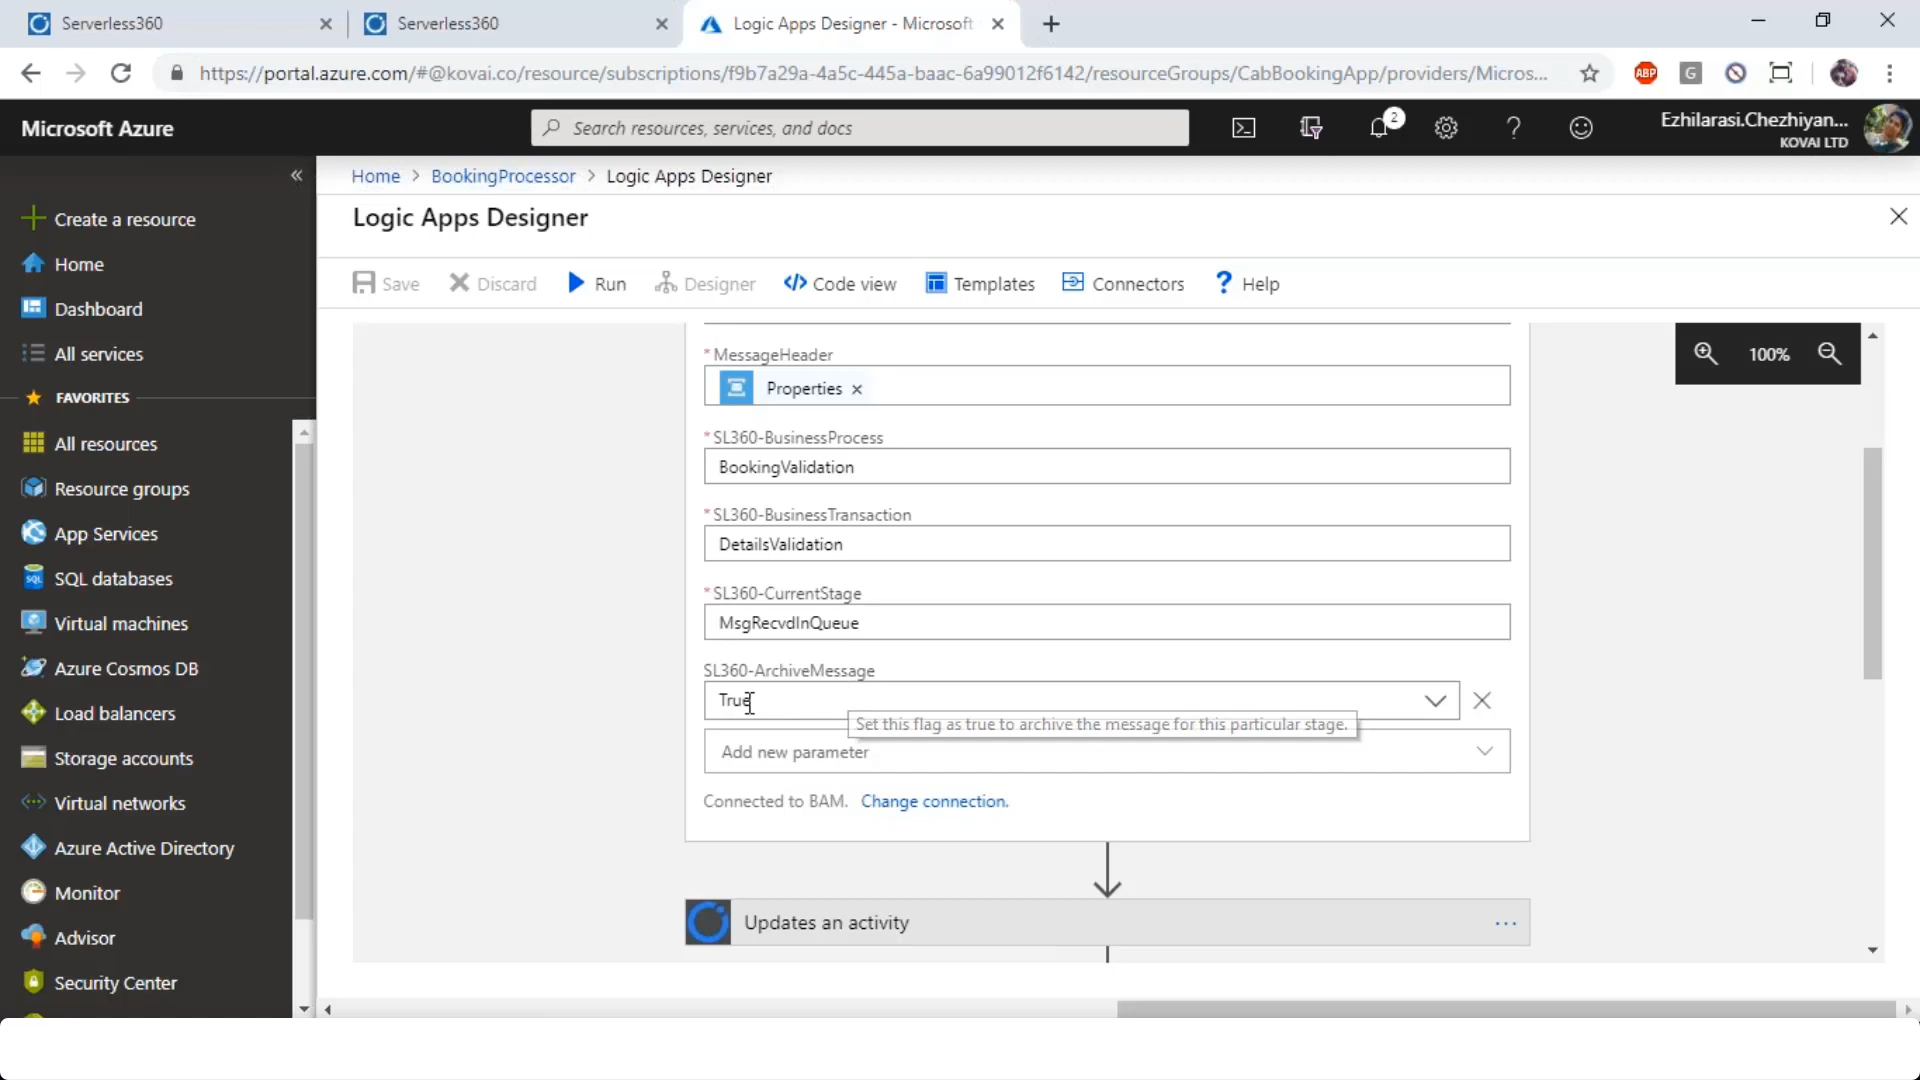 Serverless360
Serverless360
Logic Apps Designer - Microsoft
https://portal.azure.com/#@kovai.co/resource/subscriptions/f9b7a29a-4a5c-445a-baac-6a99012f6142/resourceGroups/CabBookingApp/providers/Micros...
ABP
G
Microsoft Azure
Search resources, services, and docs
2
Ezhilarasi.Chezhiyan...
KOVAI LTD
Create a resource
Home
Dashboard
All services
FAVORITES
All resources
Resource groups
App Services
SQL
SQL databases
Virtual machines
Azure Cosmos DB
Load balancers
Storage accounts
Virtual networks
Azure Active Directory
Monitor
Advisor
Security Center
Home > BookingProcessor > Logic Apps Designer
Logic Apps Designer
Save Discard Run Designer Code view Templates Connectors ? Help
100%
* MessageHeader
Properties
* SL360-BusinessProcess
BookingValidation
* SL360-BusinessTransaction
DetailsValidation
* SL360-CurrentStage
MsgRecvdInQueue
SL360-ArchiveMessage
True
Set this flag as true to archive the message for this particular stage.
Add new parameter
Connected to BAM. Change connection.
Updates an activity
...